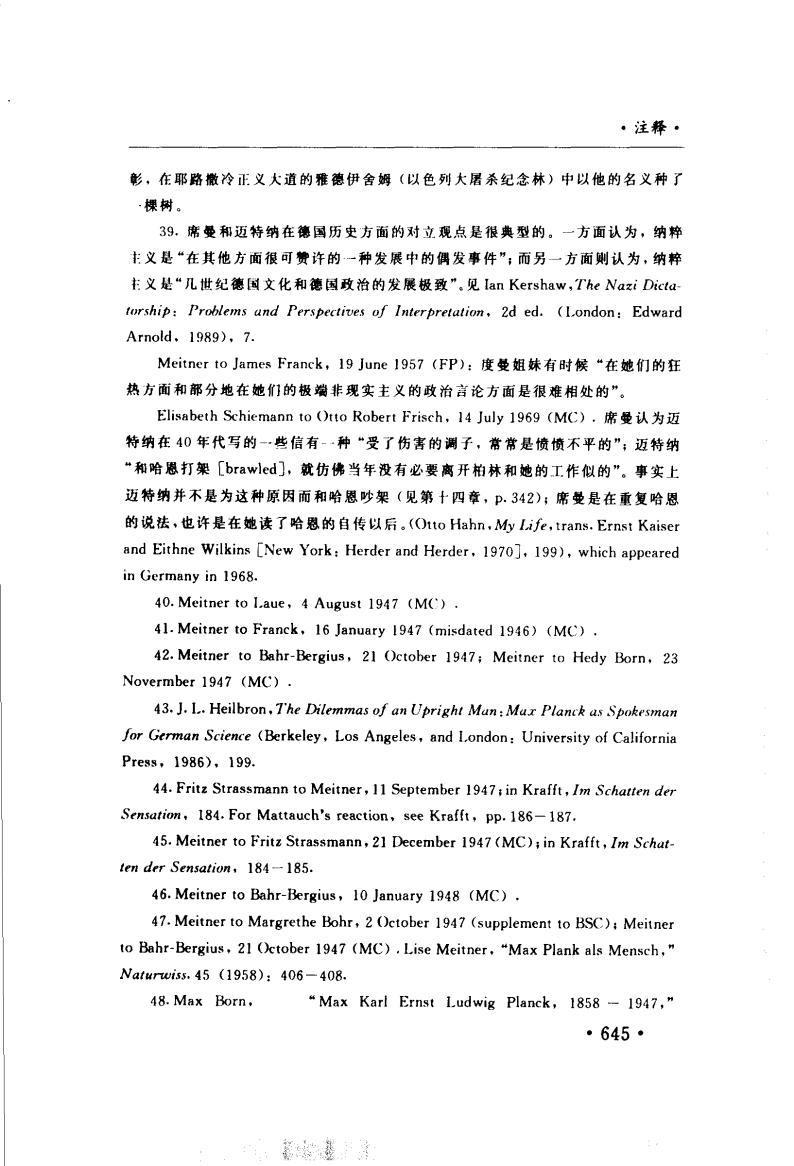 ·注释·
彰，在耶路撒冷正义大道的雅德伊舍姆（以色列大屠杀纪念林）中以他的名义种了
一棵树。
39. 席曼和迈特纳在德国历史方面的对立观点是很典型的。一方面认为，纳粹
主义是“在其他方面很可赞许的一种发展中的偶发事件”；而另一方面则认为，纳粹
主义是“几世纪德国文化和德国政治的发展极致”。见 Ian Kershaw, The Nazi Dicta-
torship: Problems and Perspectives of Interpretation, 2d ed. (London: Edward
Arnold, 1989), 7.
Meitner to James Franck, 19 June 1957 (FP)：度曼姐妹有时候“在她们的狂
热方面和部分地在她们的极端非现实主义的政治言论方面是很难相处的”。
Elisabeth Schiemann to Otto Robert Frisch, 14 July 1969 (MC). 席曼认为迈
特纳在 40 年代写的一些信有一种“受了伤害的调子，常常是愤愤不平的”；迈特纳
“和哈恩打架［brawled］，就仿佛当年没有必要离开柏林和她的工作似的”。事实上
迈特纳并不是为这种原因而和哈恩吵架（见第十四章，p. 342）；席曼是在重复哈恩
的说法、也许是在她读了哈恩的自传以后。(Otto Hahn, My Life, trans. Ernst Kaiser
and Eithne Wilkins [New York: Herder and Herder, 1970], 199), which appeared
in Germany in 1968.
40. Meitner to Laue, 4 August 1947 (MC).
41. Meitner to Franck, 16 January 1947 (misdated 1946) (MC).
42. Meitner to Bahr-Bergius, 21 October 1947; Meitner to Hedy Born, 23
Novermber 1947 (MC).
43. J. L. Heilbron, The Dilemmas of an Upright Man: Max Planck as Spokesman
for German Science (Berkeley, Los Angeles, and London: University of California
Press, 1986), 199.
44. Fritz Strassmann to Meitner, 11 September 1947; in Krafft, Im Schatten der
Sensation, 184. For Mattauch's reaction, see Krafft, pp. 186－187.
45. Meitner to Fritz Strassmann, 21 December 1947 (MC); in Krafft, Im Schat-
ten der Sensation, 184－185.
46. Meitner to Bahr-Bergius, 10 January 1948 (MC).
47. Meitner to Margrethe Bohr, 2 October 1947 (supplement to BSC); Meitner
to Bahr-Bergius, 21 October 1947 (MC). Lise Meitner, “Max Plank als Mensch,”
Naturwiss. 45 (1958): 406－408.
48. Max Born, “Max Karl Ernst Ludwig Planck, 1858－1947,”
·645·